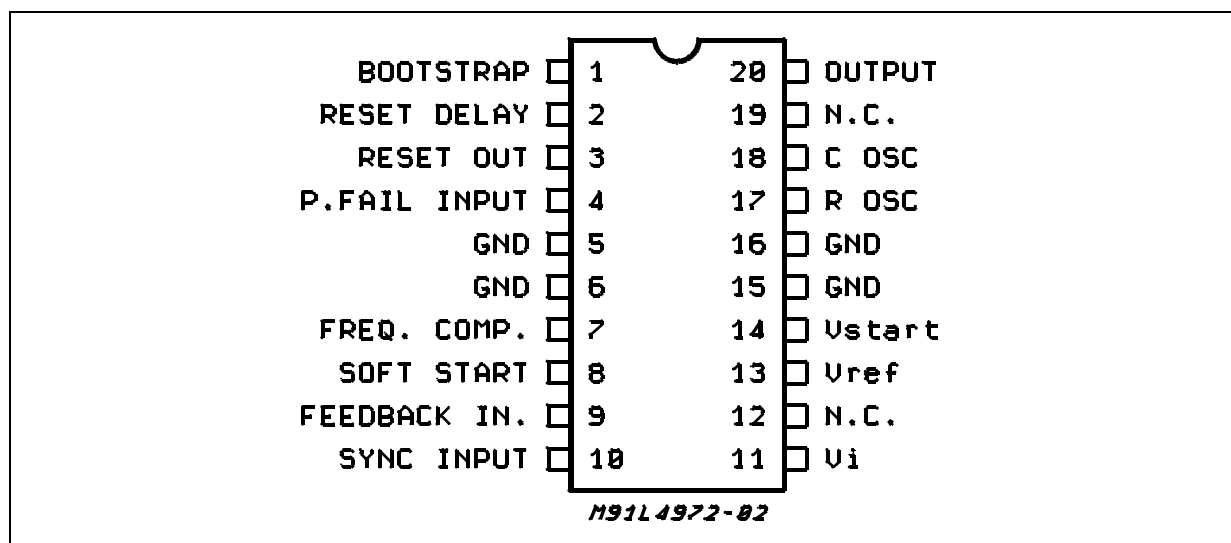 BOOTSTRAP 1 20 OUTPUT
RESET DELAY 2 19 N.C.
RESET OUT 3 18 C OSC
P.FAIL INPUT 4 17 R OSC
GND 5 16 GND
GND 6 15 GND
FREQ. COMP. 7 14 Vstart
SOFT START 8 13 Vref
FEEDBACK IN. 9 12 N.C.
SYNC INPUT 10 11 Vi
M91L4972-02